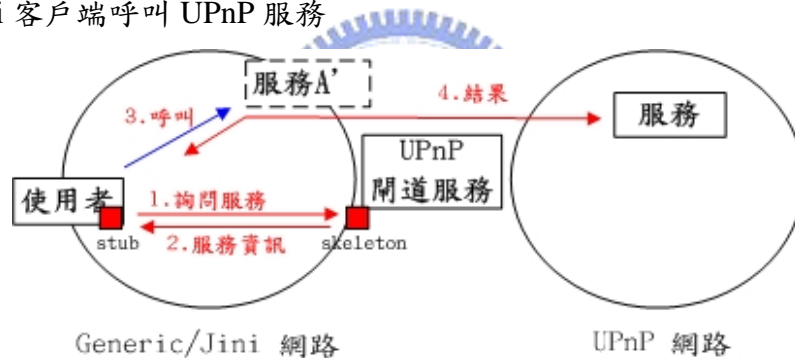 i 客戶端呼叫 UPnP 服務
服務A'
3.呼叫
4.結果
服務
UPnP
閘道服務
使用者
1.詢問服務
2.服務資訊
stub
skeleton
Generic/Jini 網路
UPnP 網路